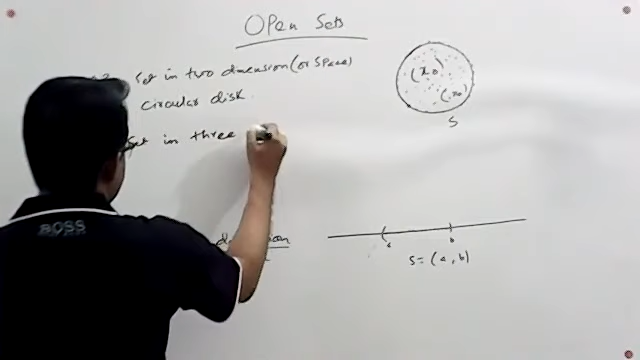 OPen Sets
Set in two dimension (or SPace)
circular disk.
(x₀)
(.x₀)
S
Set in three
BOSS
dimension
a
b
S = (a, b)